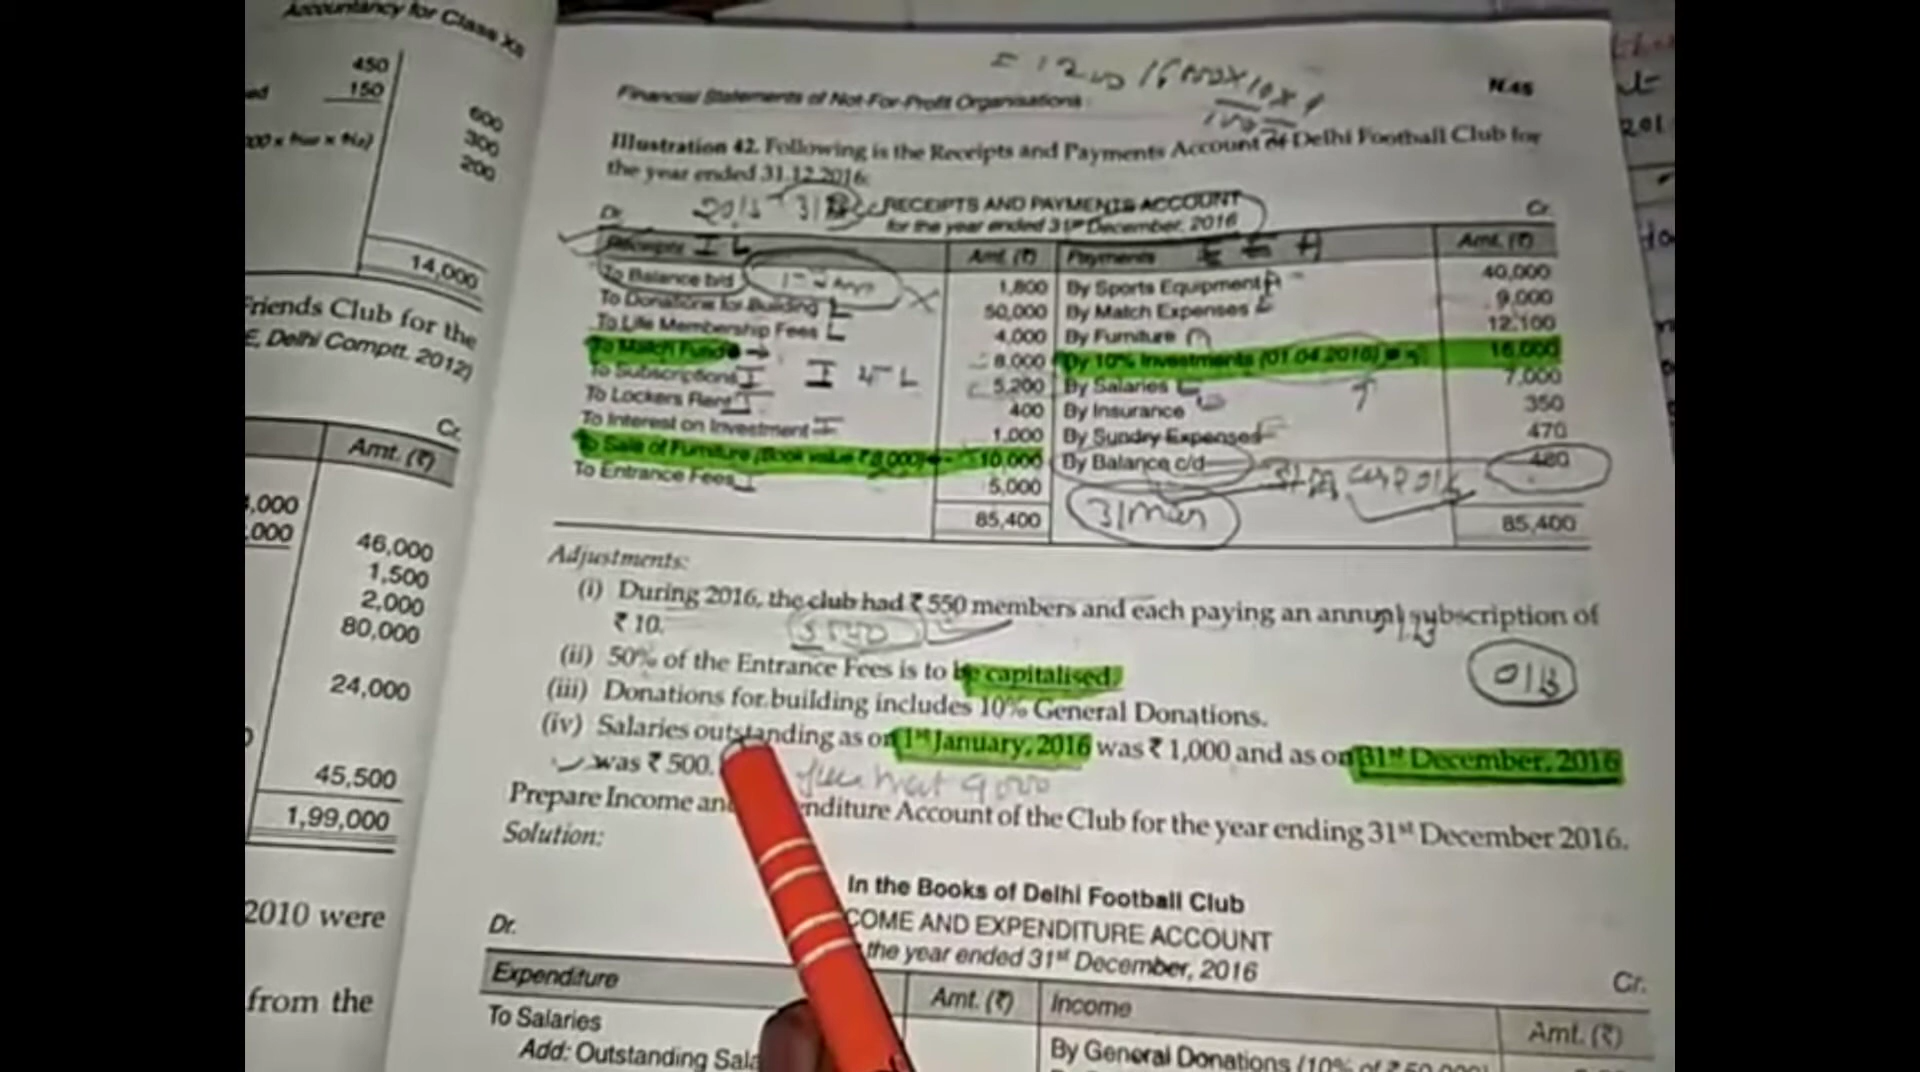 Accountancy for Class XII
450
150
600
300
200
14,000
Friends Club for the
E, Delhi Comptt. 2012)
Cr.
Amt. (₹)
,000
,000
46,000
1,500
2,000
80,000
24,000
45,500
1,99,000
2010 were
from the
Financial Statements of Not-For-Profit Organisations
N.45
Illustration 42. Following is the Receipts and Payments Account of Delhi Football Club for
the year ended 31.12.2016:
RECEIPTS AND PAYMENTS ACCOUNT
for the year ended 31st December, 2016
Dr. Cr.
Receipts I L Amt. (₹) Payments E A Amt. (₹)
To Balance b/d 1,800 By Sports Equipment A 40,000
To Donations for Building L 50,000 By Match Expenses E 9,000
To Life Membership Fees L 4,000 By Furniture 12,100
To Match Fund 8,000 By 10% Investments (01.04.2016) 16,000
To Subscriptions I 5,200 By Salaries 7,000
To Lockers Rent I 400 By Insurance 350
To Interest on Investment I 1,000 By Sundry Expenses E 470
To Sale of Furniture (Book value ₹ 8,000) 10,000 By Balance c/d 480
To Entrance Fees I 5,000
85,400 85,400
Adjustments:
(i) During 2016, the club had ₹ 550 members and each paying an annual subscription of
₹ 10.
(ii) 50% of the Entrance Fees is to be capitalised.
(iii) Donations for building includes 10% General Donations.
(iv) Salaries outstanding as on 1st January, 2016 was ₹ 1,000 and as on 31st December, 2016
was ₹ 500.
Prepare Income and nditure Account of the Club for the year ending 31st December 2016.
Solution:
In the Books of Delhi Football Club
COME AND EXPENDITURE ACCOUNT
the year ended 31st December, 2016
Dr. Cr.
Expenditure Amt. (₹) Income Amt. (₹)
To Salaries
Add: Outstanding Sala By General Donations (10% of ₹ 50,000)